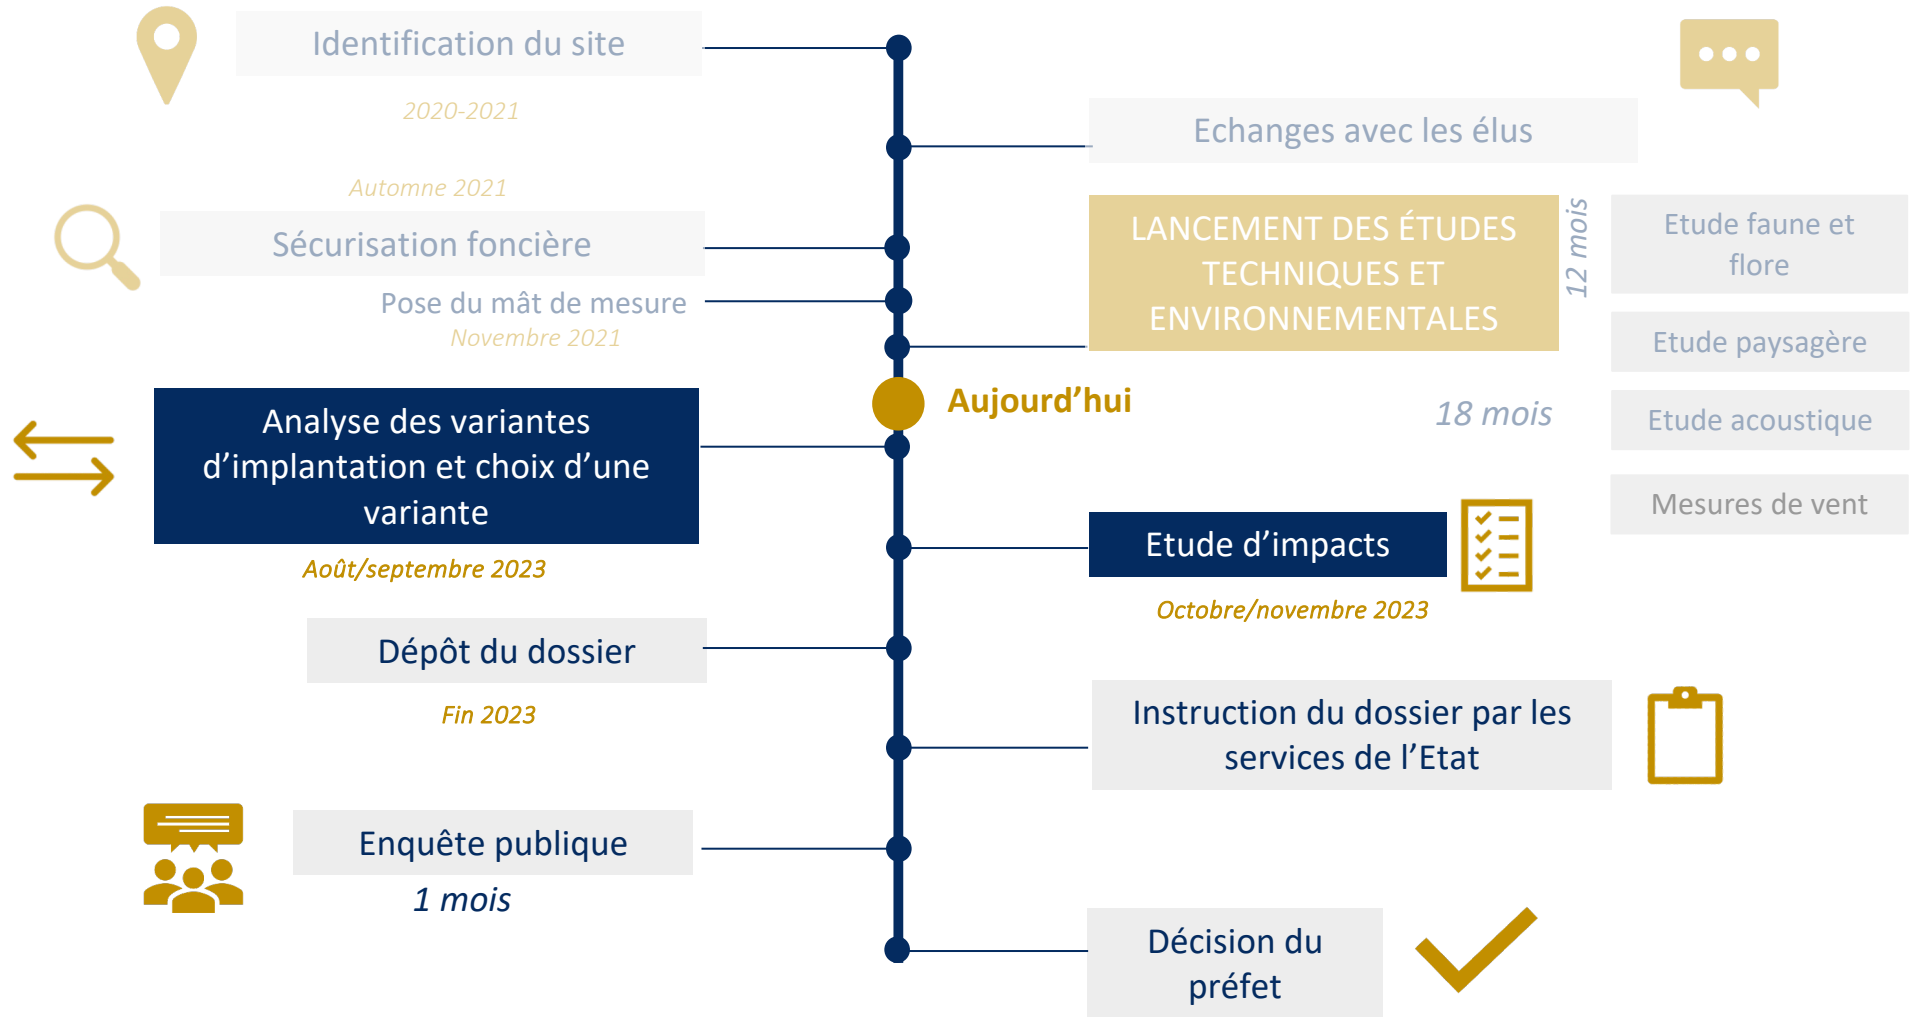 Identification du site
2020-2021
Echanges avec les élus
Automne 2021
Sécurisation foncière
Pose du mât de mesure
Novembre 2021
LANCEMENT DES ÉTUDES
TECHNIQUES ET
ENVIRONNEMENTALES
12 mois
Etude faune et
flore
Etude paysagère
Etude acoustique
Mesures de vent
18 mois
Aujourd’hui
Analyse des variantes
d’implantation et choix d’une
variante
Août/septembre 2023
Etude d’impacts
Octobre/novembre 2023
Dépôt du dossier
Fin 2023
Instruction du dossier par les
services de l’Etat
Enquête publique
1 mois
Décision du
préfet